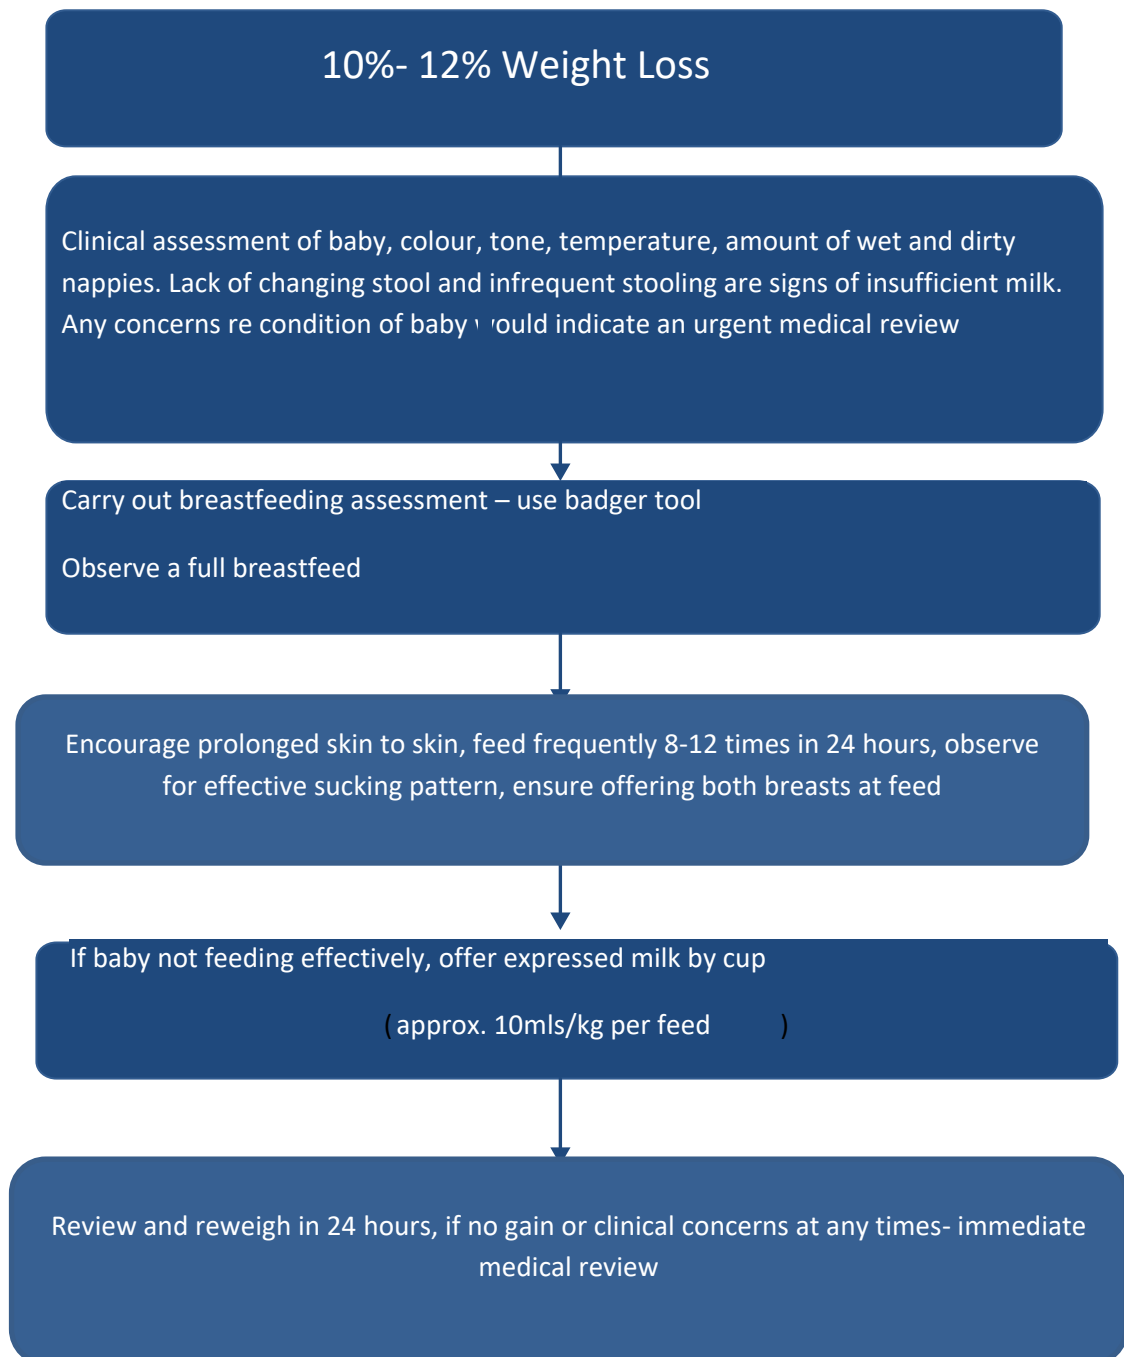 10%- 12% Weight Loss
Clinical assessment of baby, colour, tone, temperature, amount of wet and dirty
nappies. Lack of changing stool and infrequent stooling are signs of insufficient milk.
Any concerns re condition of baby would indicate an urgent medical review
Carry out breastfeeding assessment – use badger tool
Observe a full breastfeed
Encourage prolonged skin to skin, feed frequently 8-12 times in 24 hours, observe
for effective sucking pattern, ensure offering both breasts at feed
If baby not feeding effectively, offer expressed milk by cup
( approx. 10mls/kg per feed )
Review and reweigh in 24 hours, if no gain or clinical concerns at any times- immediate
medical review